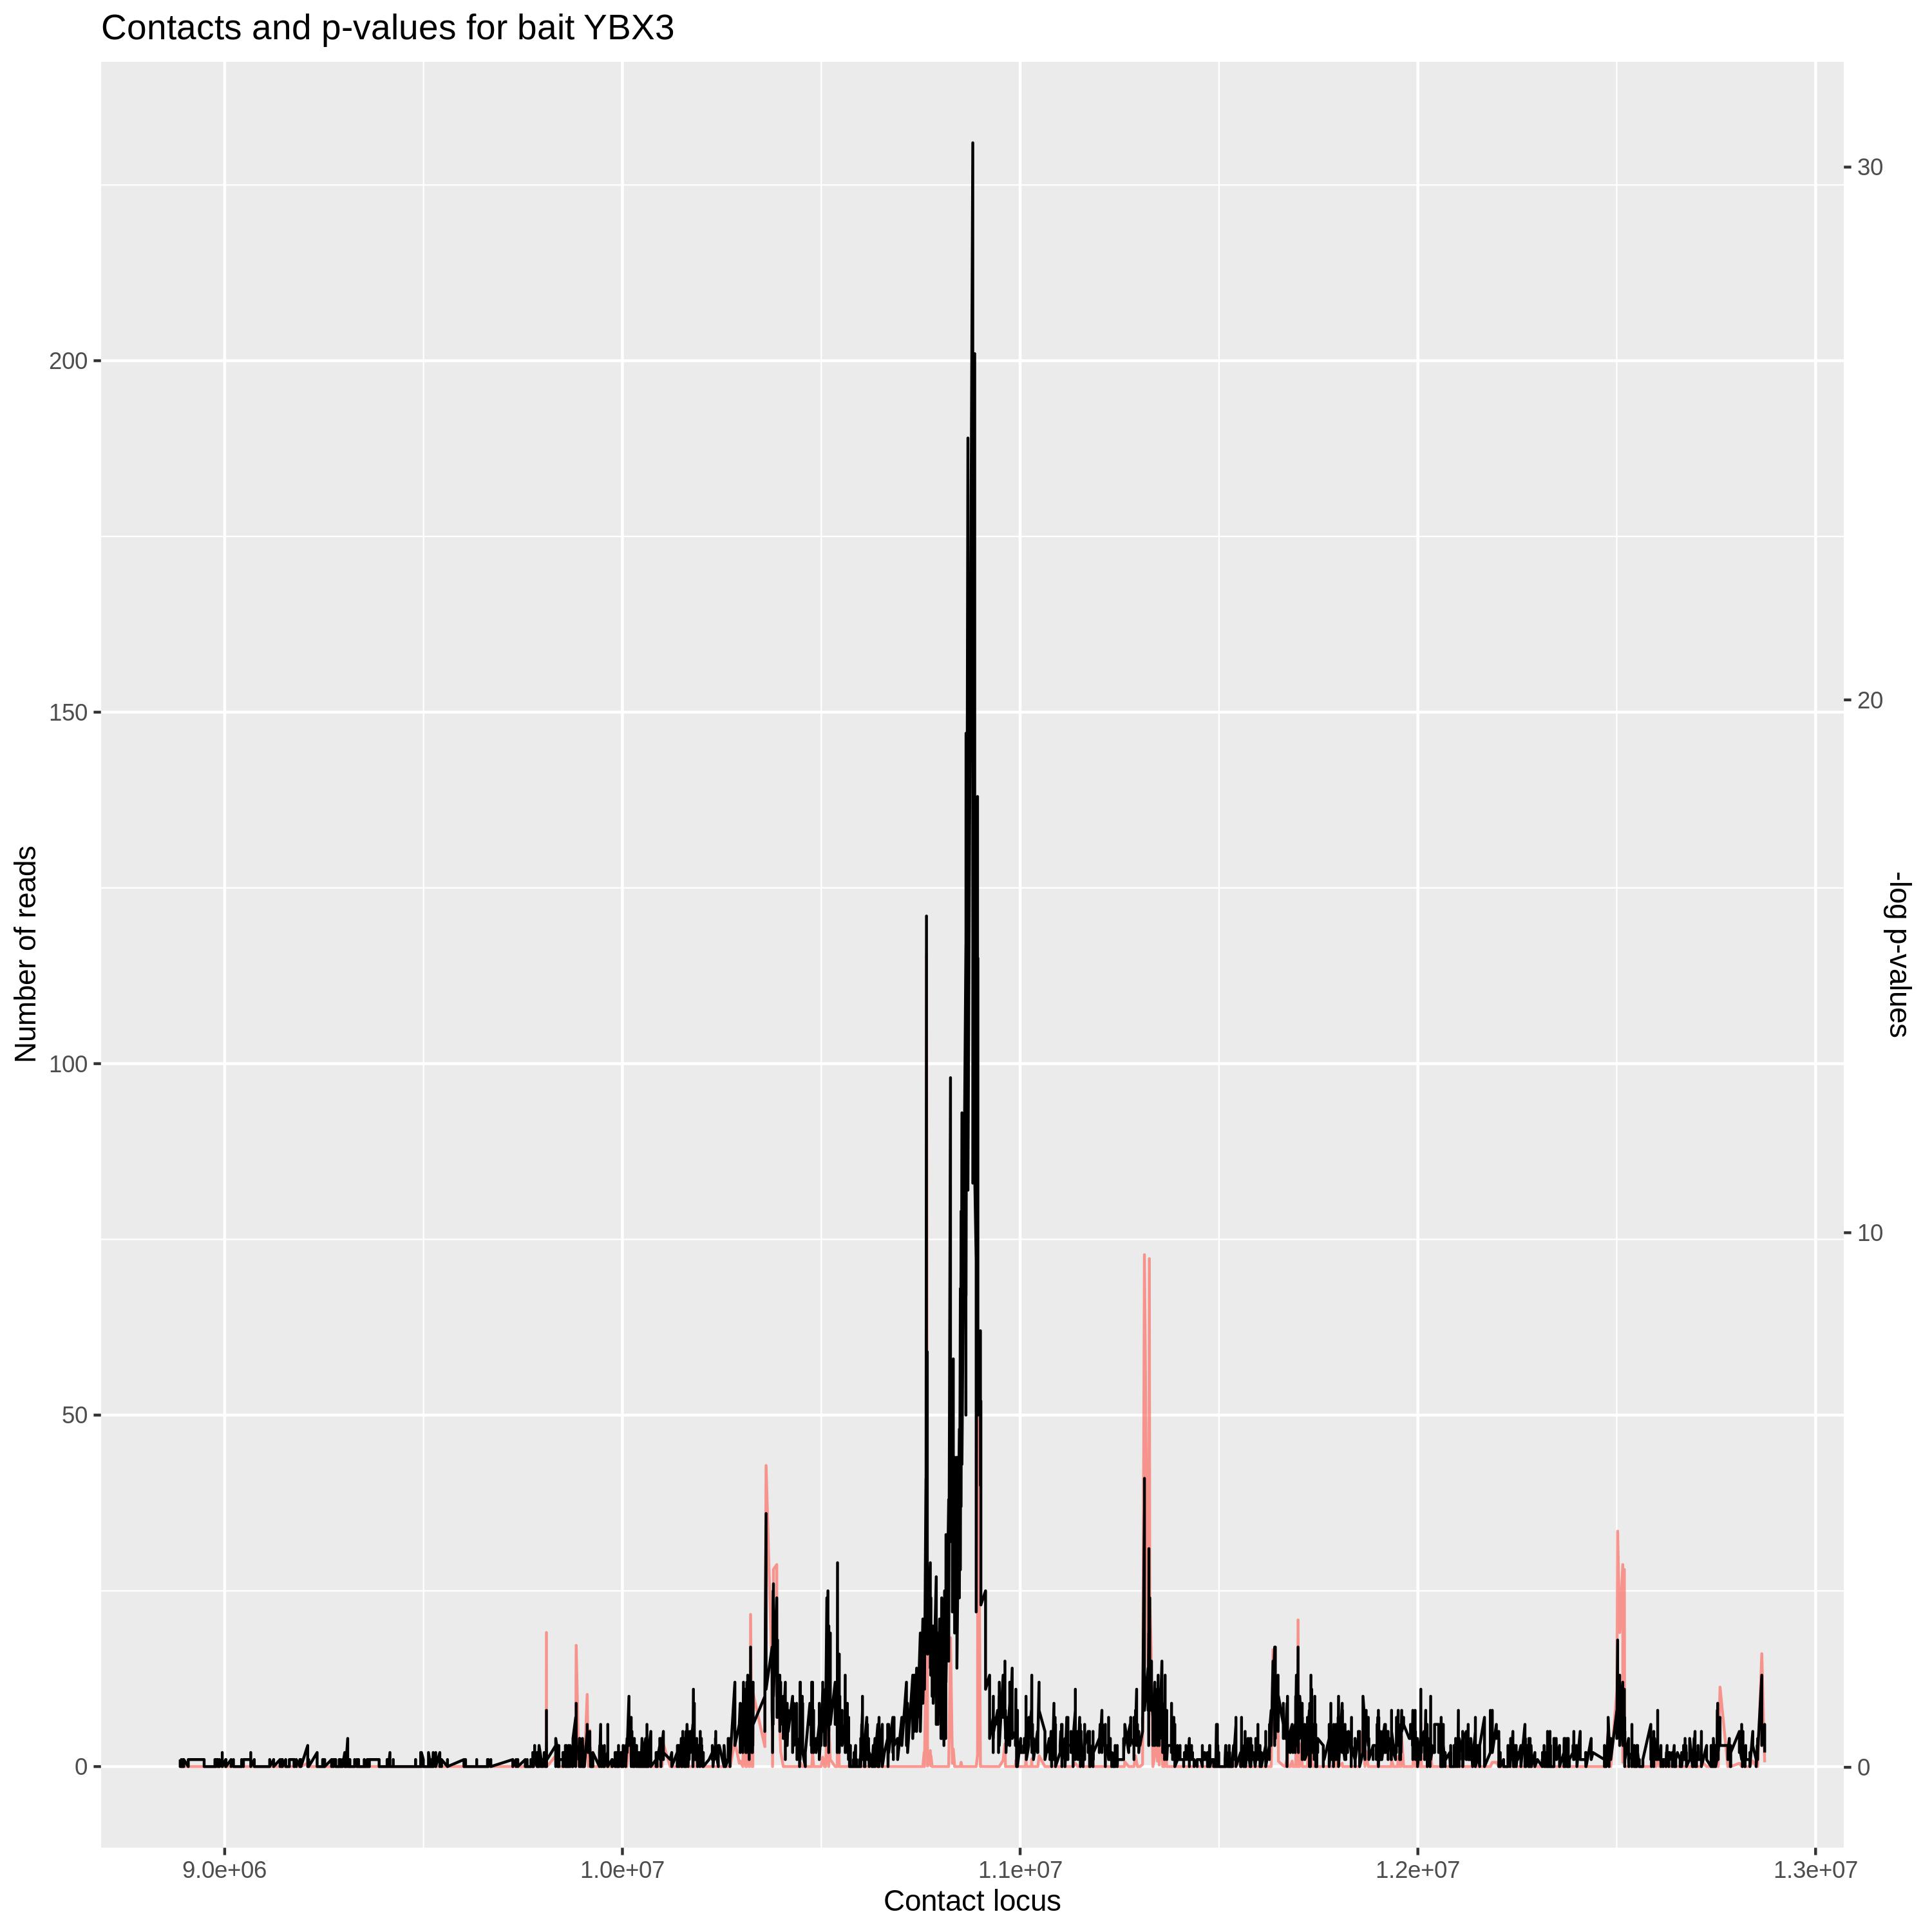 Contacts and p-values for bait YBX3
Number of reads
200
150
100
50
0
30
20
10
0
-log p-values
9.0e+06 1.0e+07 1.1e+07 1.2e+07 1.3e+07
Contact locus